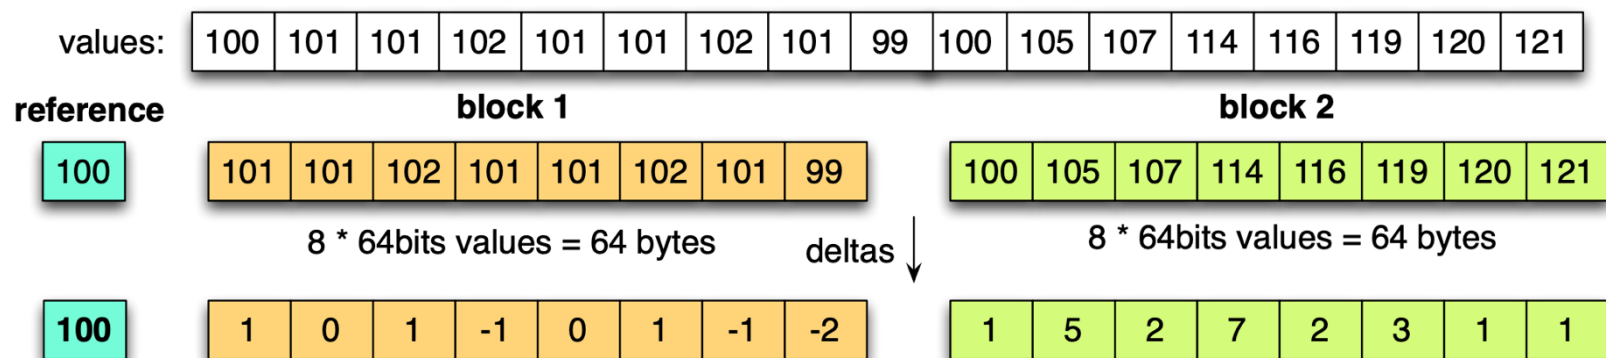 values: 100 101 101 102 101 101 102 101 99 100 105 107 114 116 119 120 121
reference block 1 block 2
100 101 101 102 101 101 102 101 99 100 105 107 114 116 119 120 121
8 * 64bits values = 64 bytes deltas 8 * 64bits values = 64 bytes
100 1 0 1 -1 0 1 -1 -2 1 5 2 7 2 3 1 1